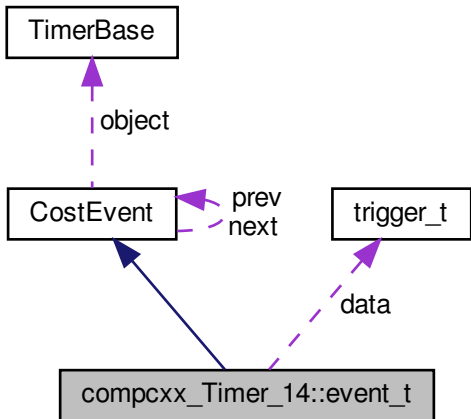 TimerBase
object
CostEvent
prev
next
trigger_t
data
compcxx_Timer_14::event_t